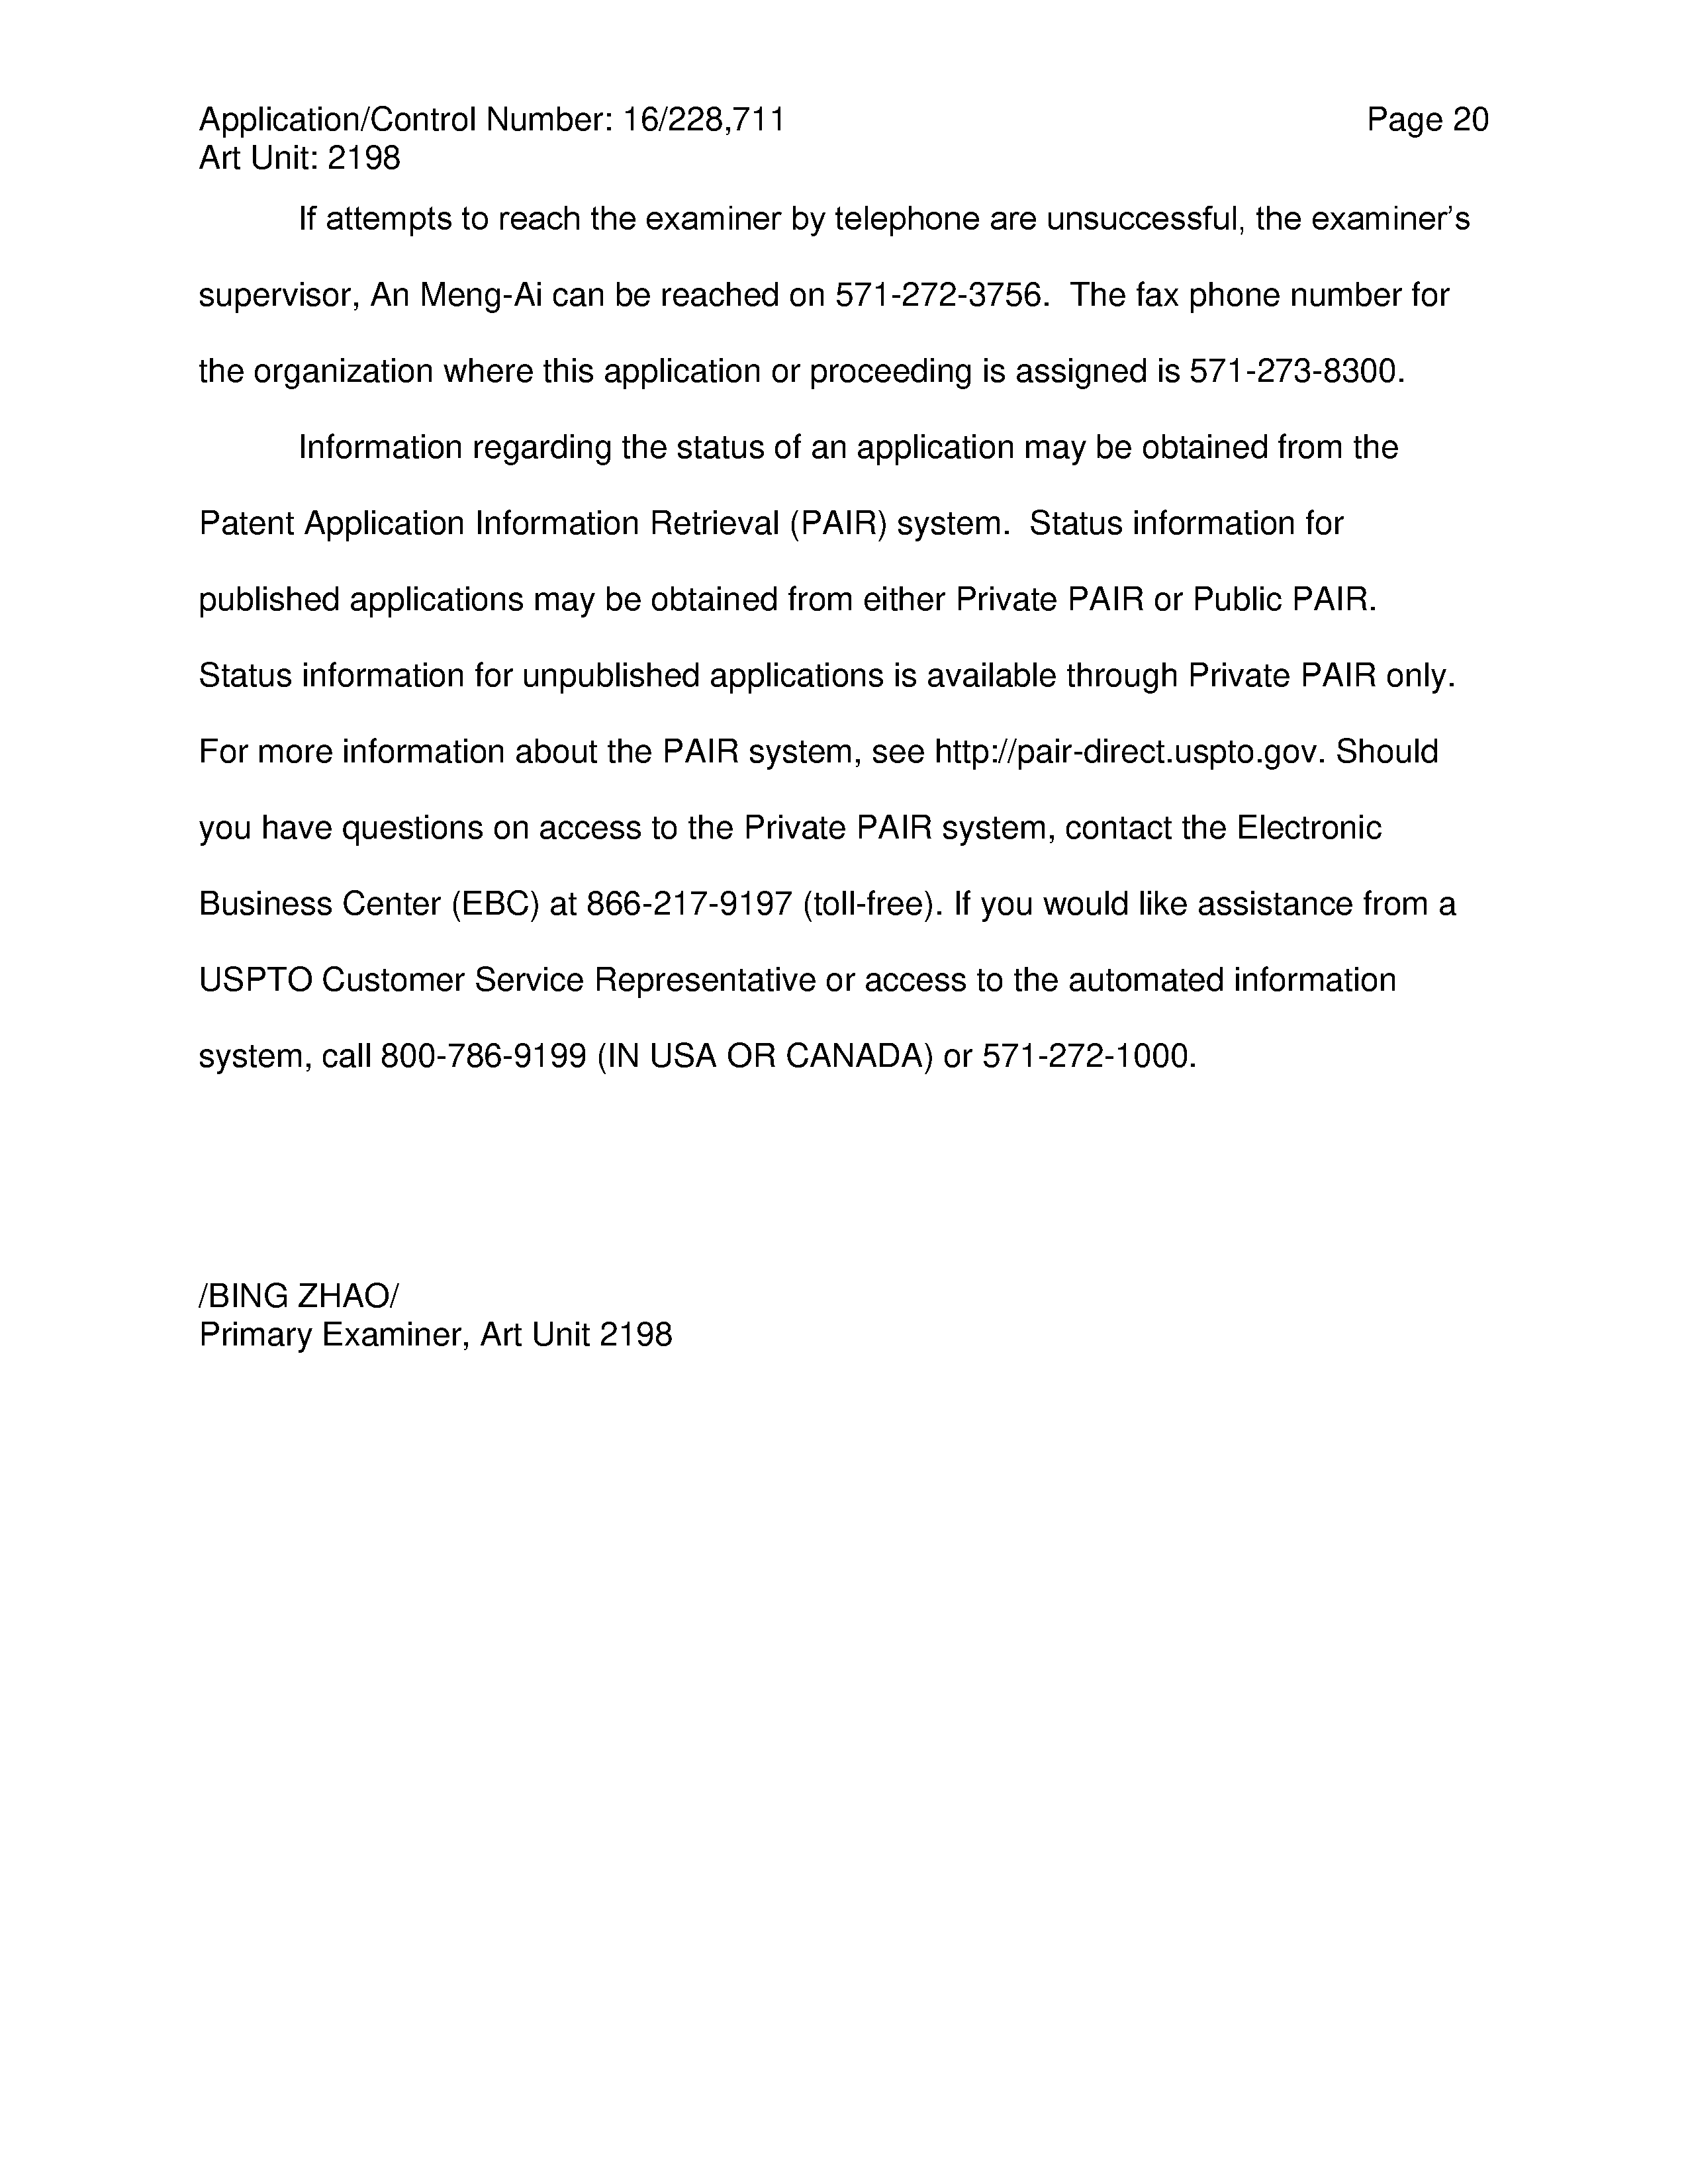 Application/Control Number: 16/228,711 Page 20
Art Unit: 2198
If attempts to reach the examiner by telephone are unsuccessful, the examiner’s
supervisor, An Meng-Ai can be reached on 571-272-3756.  The fax phone number for
the organization where this application or proceeding is assigned is 571-273-8300.
Information regarding the status of an application may be obtained from the
Patent Application Information Retrieval (PAIR) system.  Status information for
published applications may be obtained from either Private PAIR or Public PAIR.
Status information for unpublished applications is available through Private PAIR only.
For more information about the PAIR system, see http://pair-direct.uspto.gov. Should
you have questions on access to the Private PAIR system, contact the Electronic
Business Center (EBC) at 866-217-9197 (toll-free). If you would like assistance from a
USPTO Customer Service Representative or access to the automated information
system, call 800-786-9199 (IN USA OR CANADA) or 571-272-1000.
/BING ZHAO/
Primary Examiner, Art Unit 2198